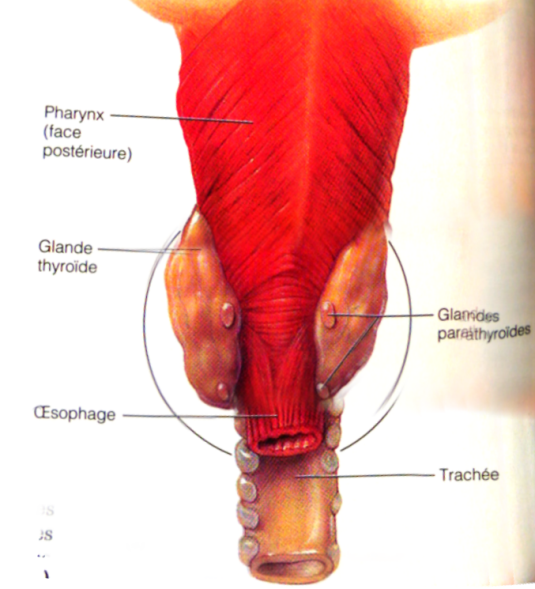 Pharynx
(face
postérieure)
Glande
thyroïde
Glandes
parathyroïdes
Œsophage
Trachée